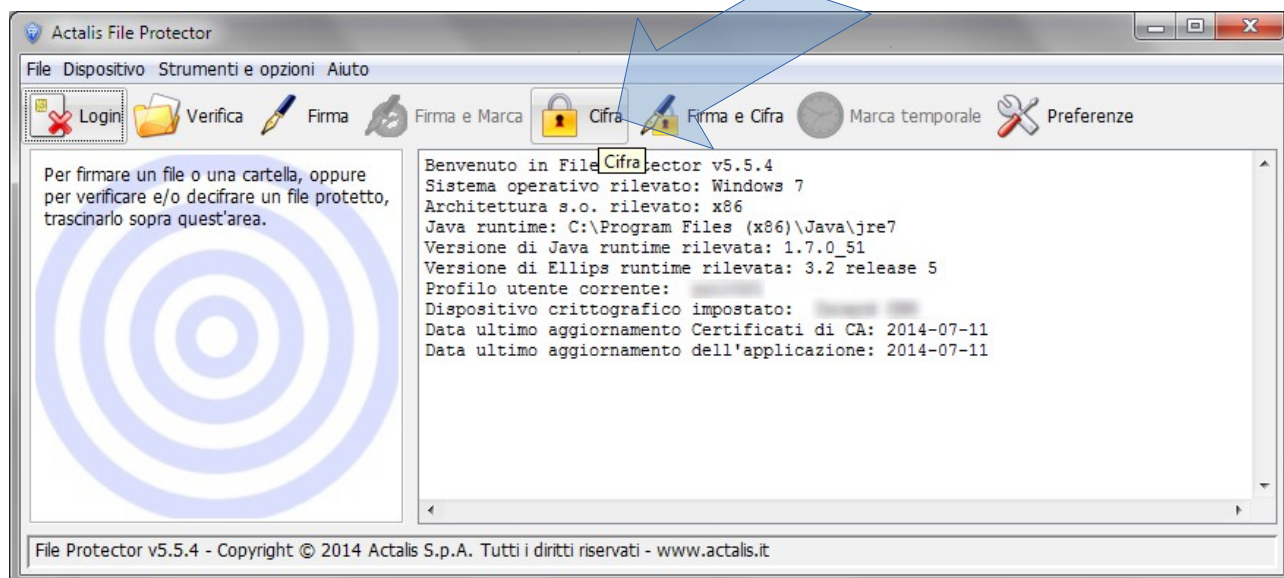 Actalis File Protector
File Dispositivo Strumenti e opzioni Aiuto
Login Verifica Firma Firma e Marca Cifra Firma e Cifra Marca temporale Preferenze
Cifra
Per firmare un file o una cartella, oppure
per verificare e/o decifrare un file protetto,
trascinarlo sopra quest'area.
Benvenuto in File ector v5.5.4
Sistema operativo rilevato: Windows 7
Architettura s.o. rilevato: x86
Java runtime: C:\Program Files (x86)\Java\jre7
Versione di Java runtime rilevata: 1.7.0_51
Versione di Ellips runtime rilevata: 3.2 release 5
Profilo utente corrente:
Dispositivo crittografico impostato:
Data ultimo aggiornamento Certificati di CA: 2014-07-11
Data ultimo aggiornamento dell'applicazione: 2014-07-11
File Protector v5.5.4 - Copyright © 2014 Actalis S.p.A. Tutti i diritti riservati - www.actalis.it